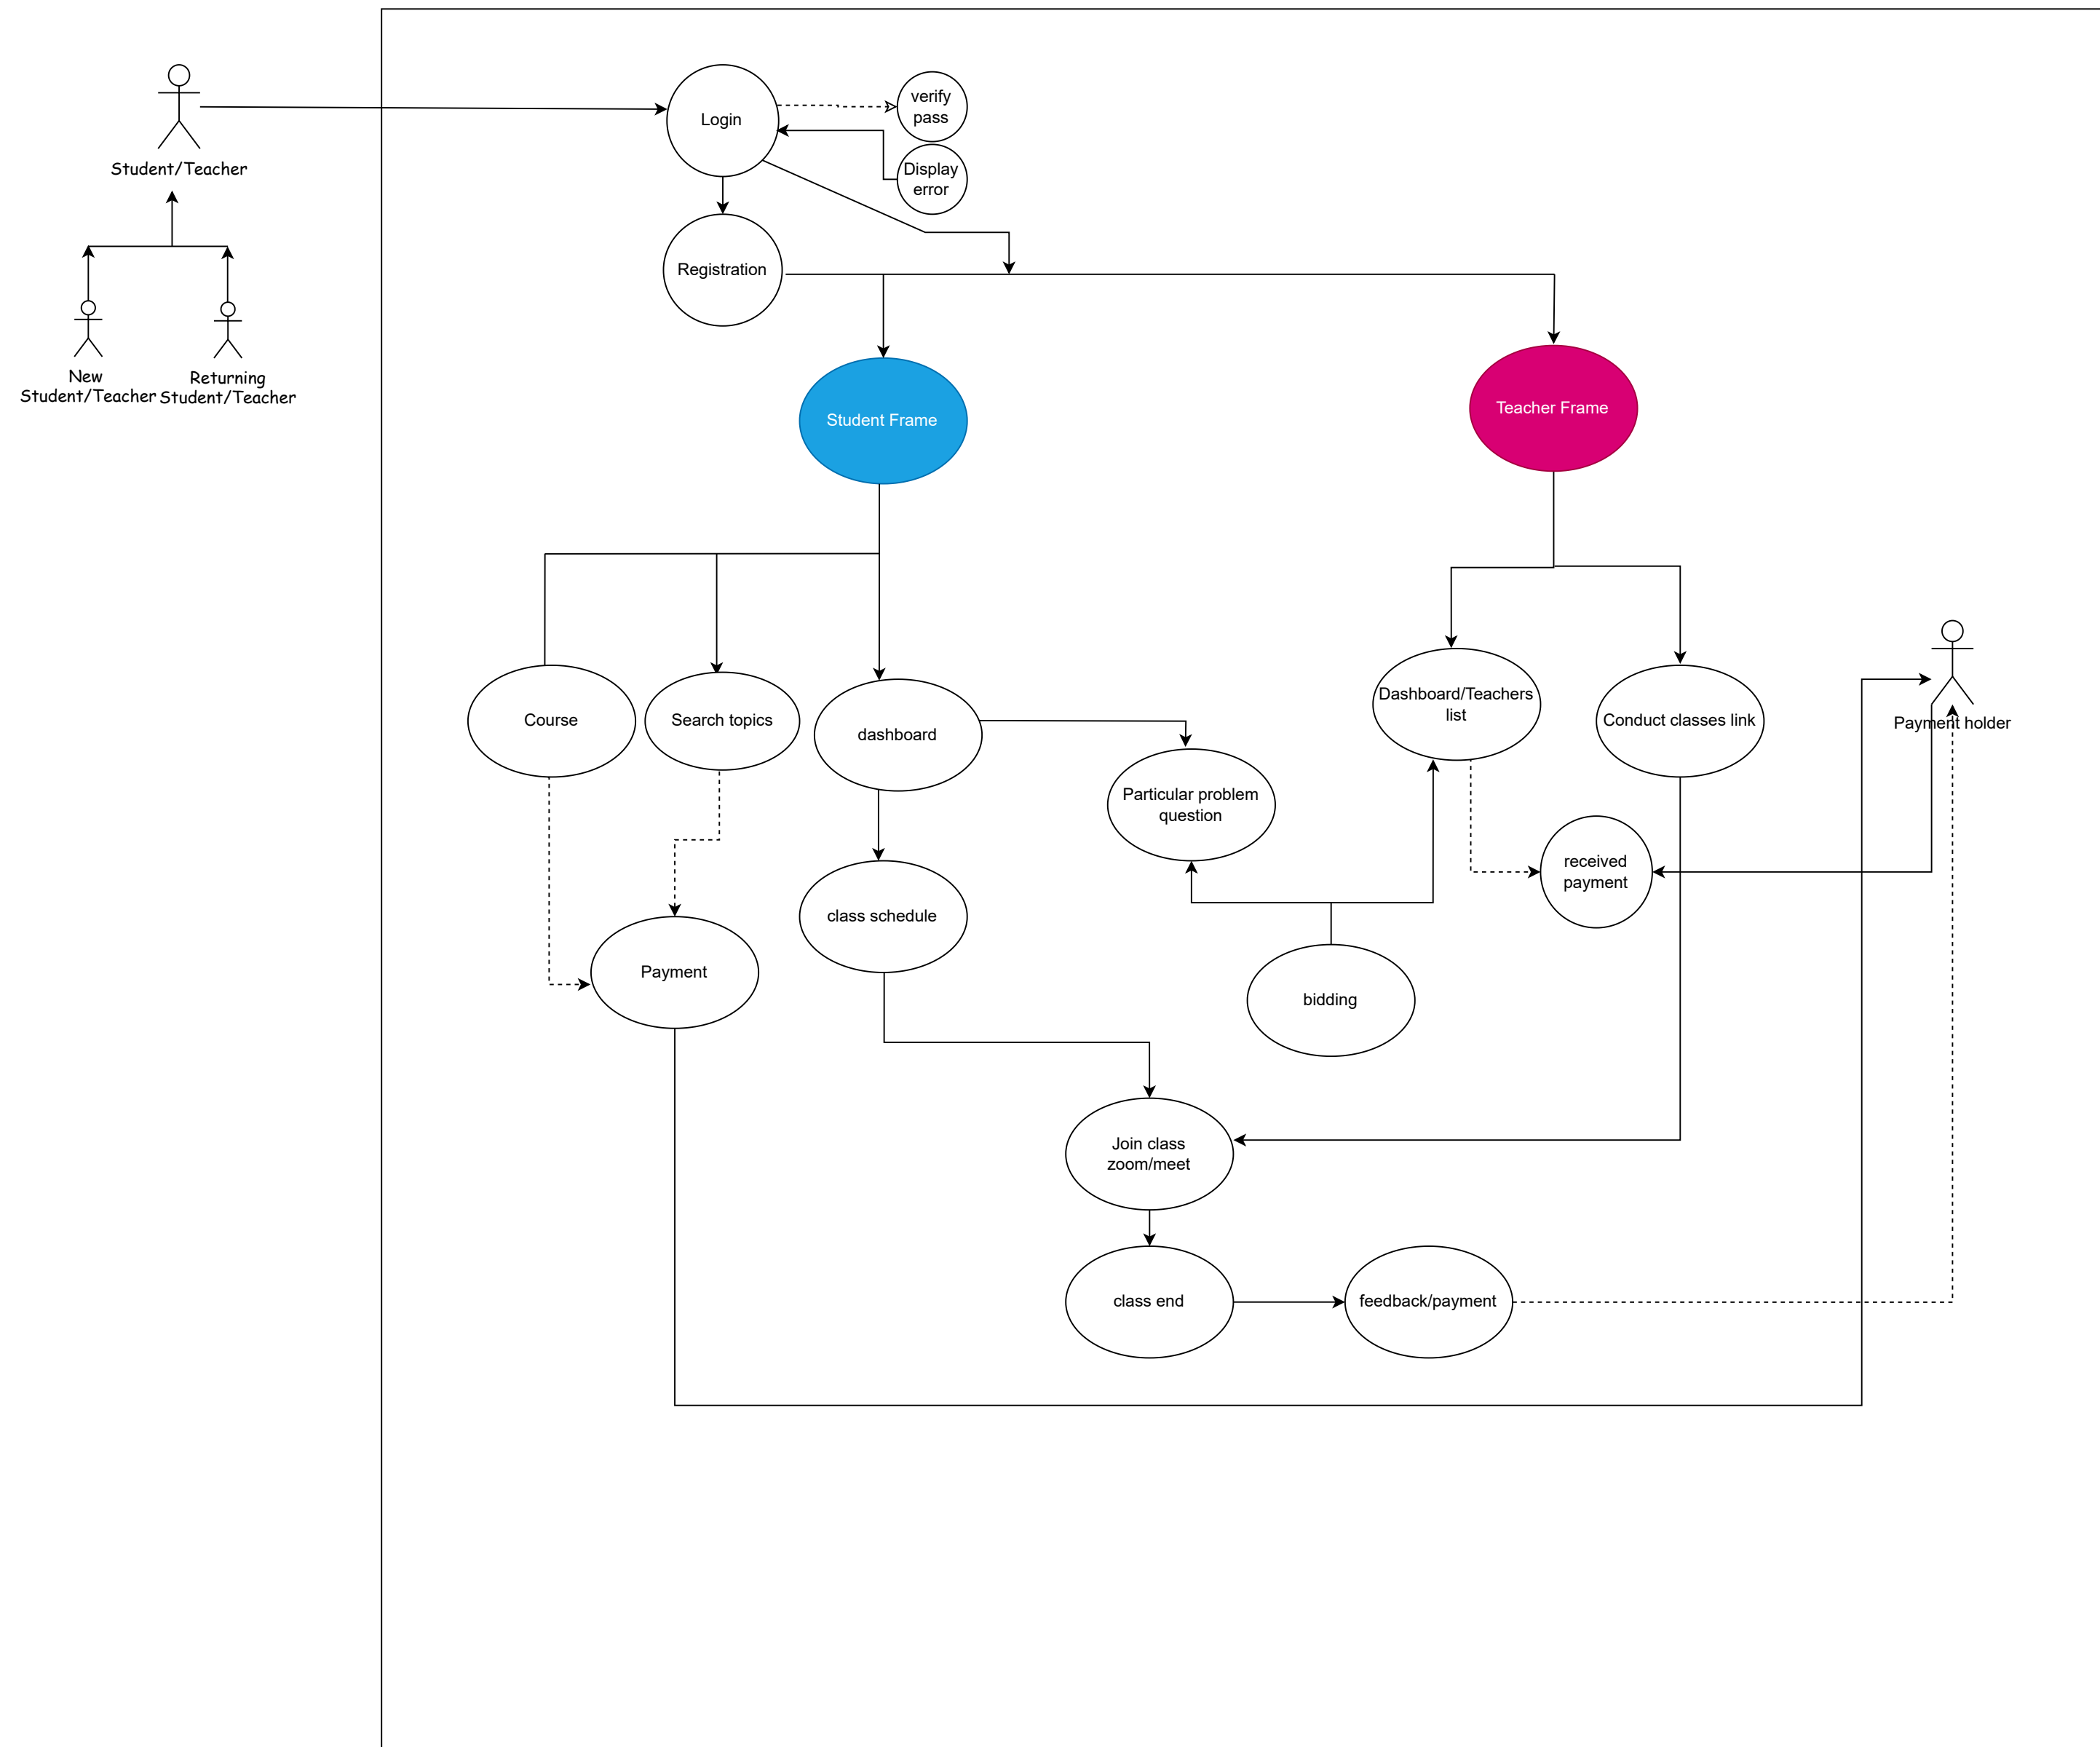 Login
verify
pass
Display
error
Student/Teacher
Registration
New
Student/Teacher
Returning
Student/Teacher
Student Frame
Teacher Frame
Course
Search topics
dashboard
Dashboard/Teachers
list
Conduct classes link
Payment holder
Particular problem
question
received
payment
class schedule
Payment
bidding
Join class
zoom/meet
class end
feedback/payment